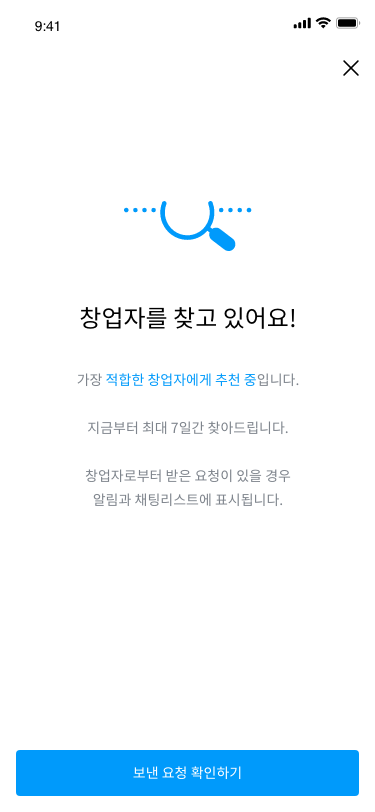 9:41
창업자를 찾고 있어요!
가장 적합한 창업자에게 추천 중입니다.
지금부터 최대 7일간 찾아드립니다.
창업자로부터 받은 요청이 있을 경우
알림과 채팅리스트에 표시됩니다.
보낸 요청 확인하기